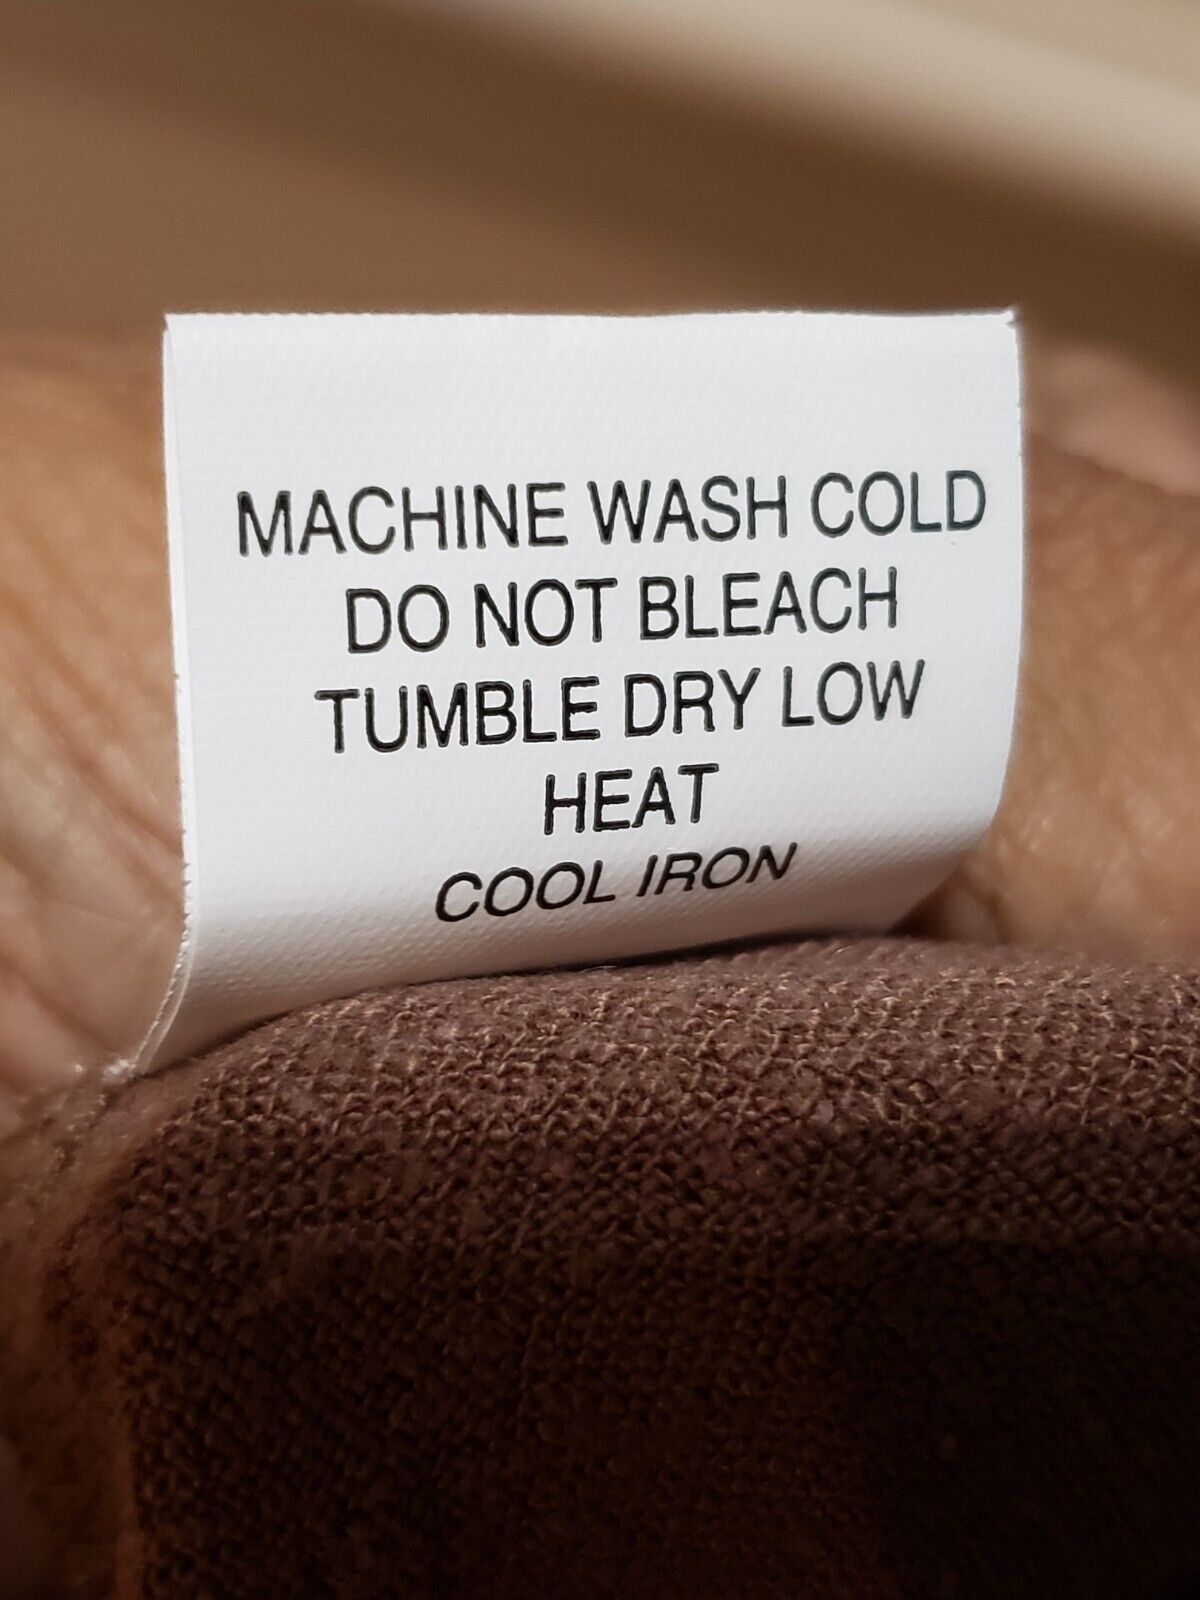 MACHINE WASH COLD
DO NOT BLEACH
TUMBLE DRY LOW
HEAT
COOL IRON